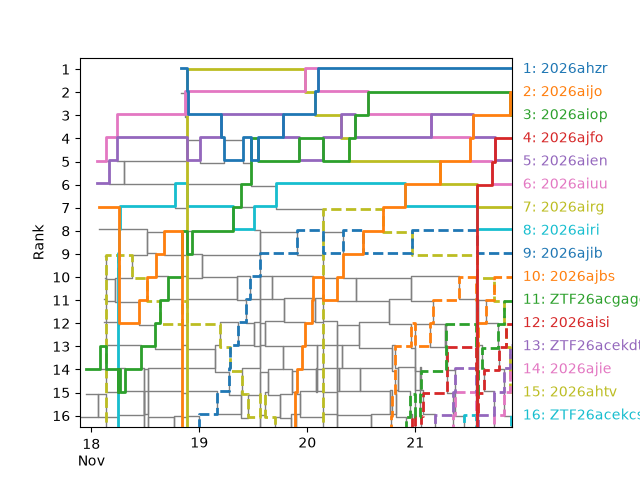 1
2
3
4
5
6
7
8
9
10
11
12
13
14
15
16
Rank
18
19
20
21
Nov
1: 2026ahzr
2: 2026aijo
3: 2026aiop
4: 2026ajfo
5: 2026aien
6: 2026aiuu
7: 2026airg
8: 2026airi
9: 2026ajib
10: 2026ajbs
11: ZTF26acgag
12: 2026aisi
13: ZTF26acekdt
14: 2026ajie
15: 2026ahtv
16: ZTF26acekcs